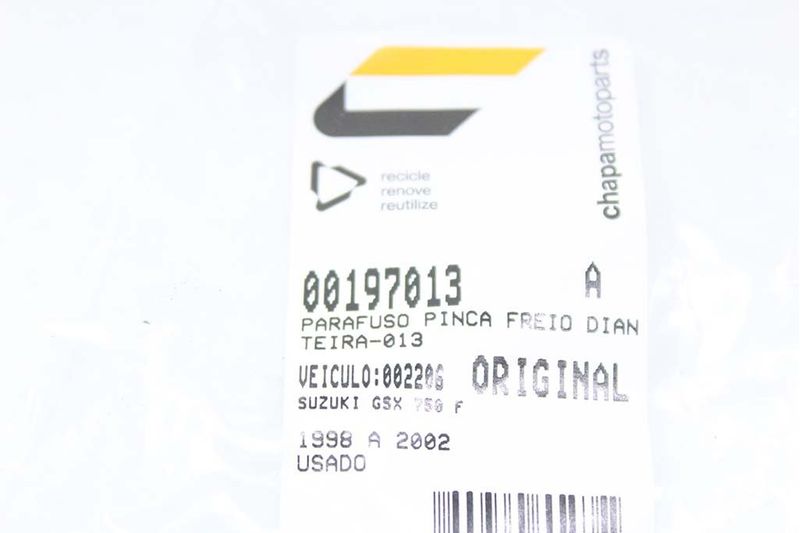 chapamotoparts
recicle
renove
reutilize
00197013 A
PARAFUSO PINCA FREIO DIAN
TEIRA-013
VEICULO:002206 ORIGINAL
SUZUKI GSX 750 F
1998 A 2002
USADO